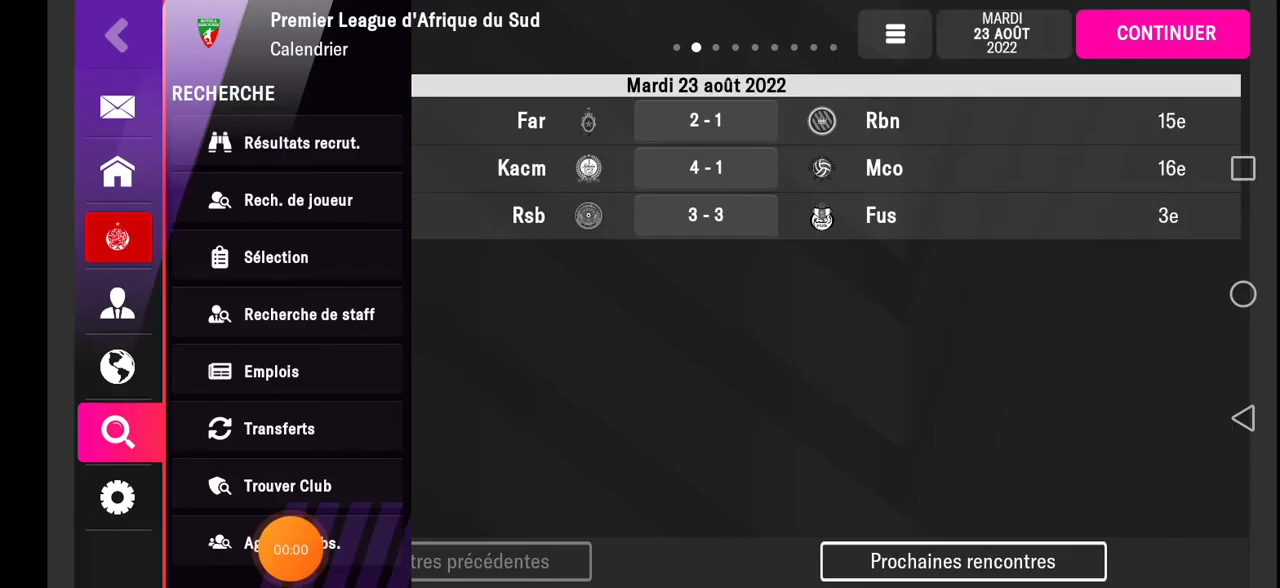 Premier League d'Afrique du Sud
Calendrier
MARDI
23 AOÛT
2022
CONTINUER
RECHERCHE
Résultats recrut.
Rech. de joueur
Sélection
Recherche de staff
Emplois
Transferts
Trouver Club
Mardi 23 août 2022
Far 2 - 1 Rbn 15e
Kacm 4 - 1 Mco 16e
Rsb 3 - 3 Fus 3e
00:00
précédentes
Prochaines rencontres